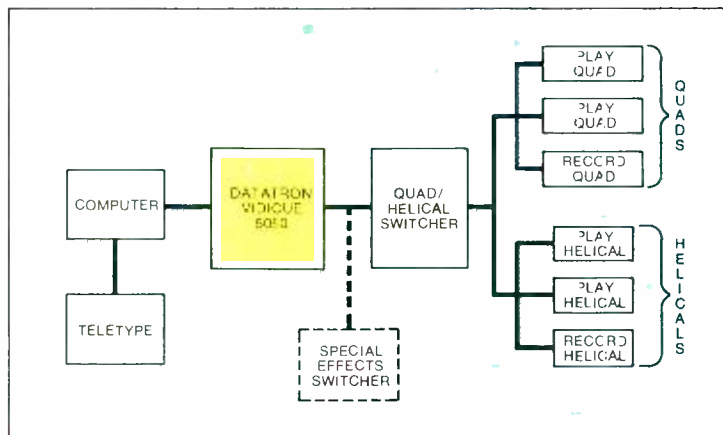 COMPUTER
TELETYPE
DATATRON
VIDICUE
5050
SPECIAL
EFFECTS
SWITCHER
QUAD/
HELICAL
SWITCHER
PLAY
QUAD
PLAY
QUAD
RECORD
QUAD
QUADS
PLAY
HELICAL
PLAY
HELICAL
RECORD
HELICAL
HELICALS